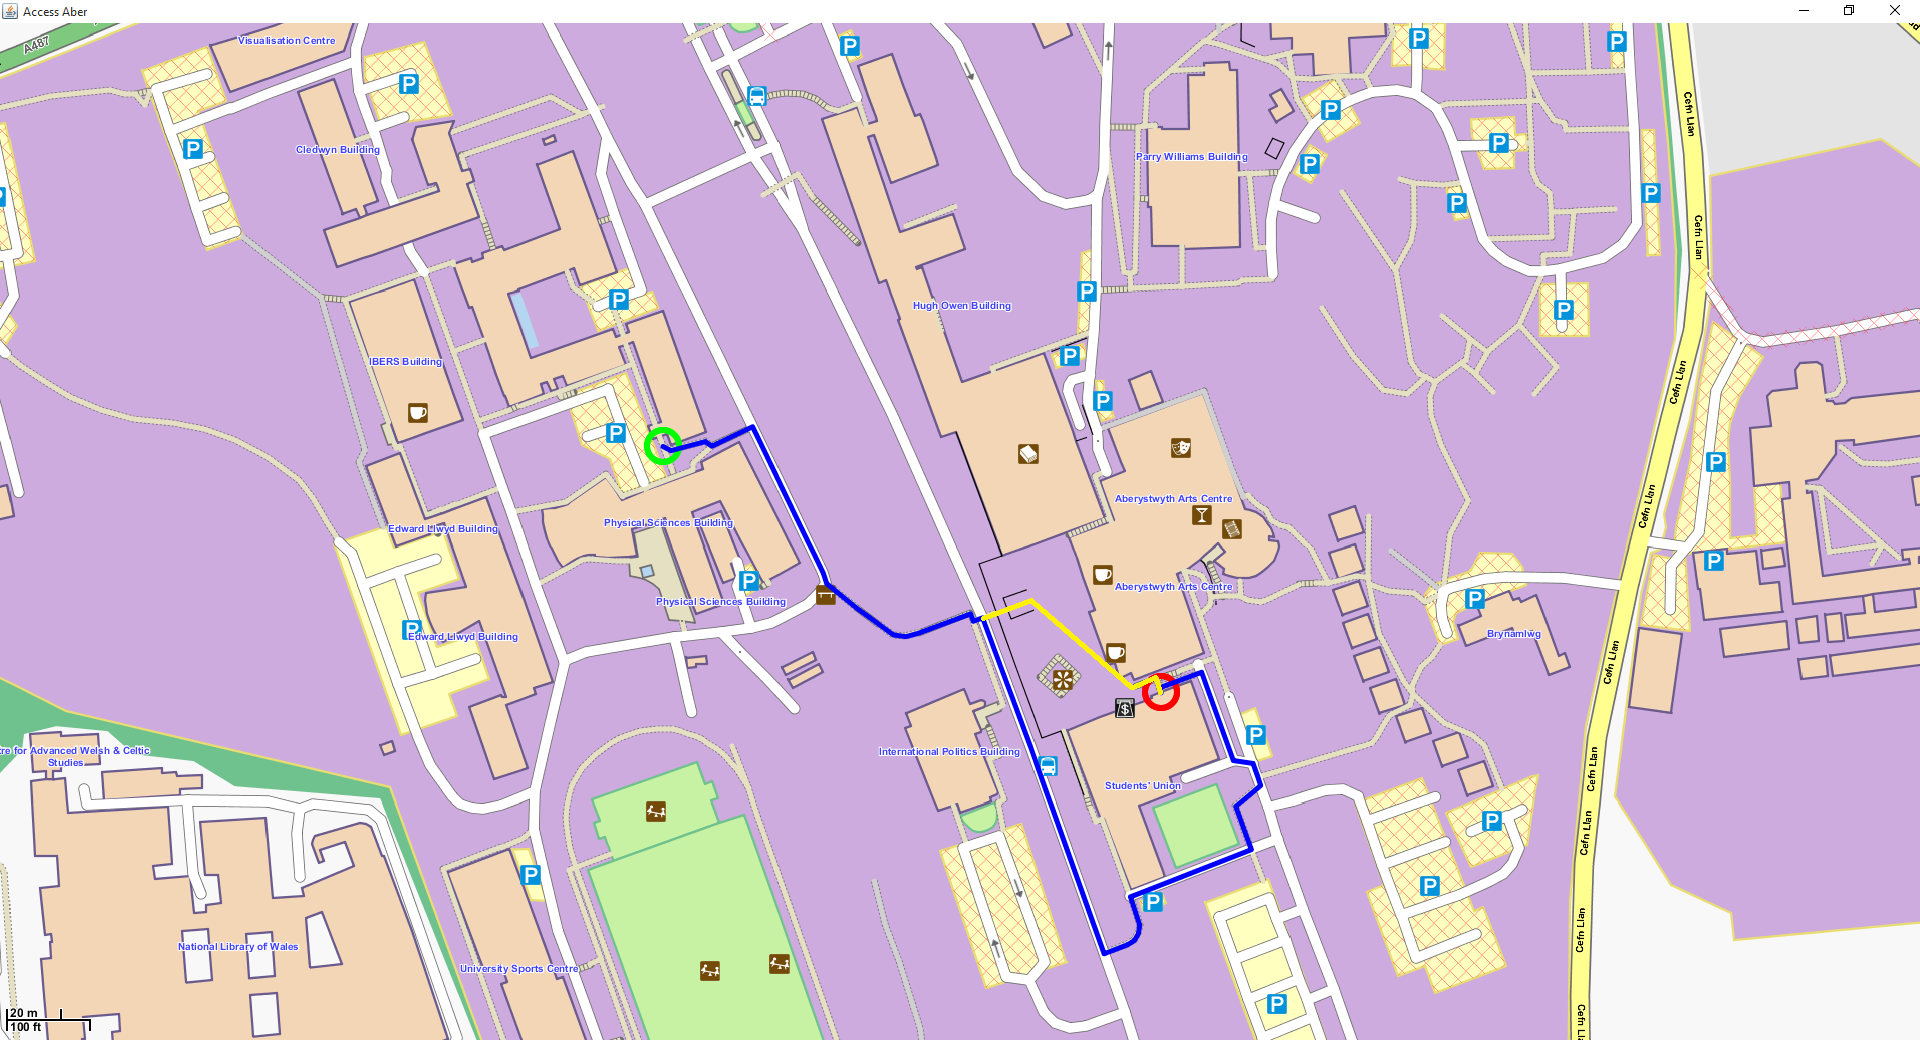 Access Aber
A487
Visualisation Centre
P
P
P
Cledwyn Building
P
Parry Williams Building
P
P
P
P
P
P
P
Cefn Llan
Cefn Llan
P
P
Hugh Owen Building
P
P
IBERS Building
P
P
Cefn Llan
P
Aberystwyth Arts Centre
Cefn Llan
Physical Sciences Building
Edward Llwyd Building
P
P
Aberystwyth Arts Centre
Physical Sciences Building
P
P
Edward Llwyd Building
Brynamlwg
Cefn Llan
$
P
International Politics Building
Students' Union
Cefn Llan
tre for Advanced Welsh & Celtic
Studies
P
Cefn Llan
P
P
P
Cefn Llan
National Library of Wales
University Sports Centre
P
Cefn Lla
20 m
100 ft